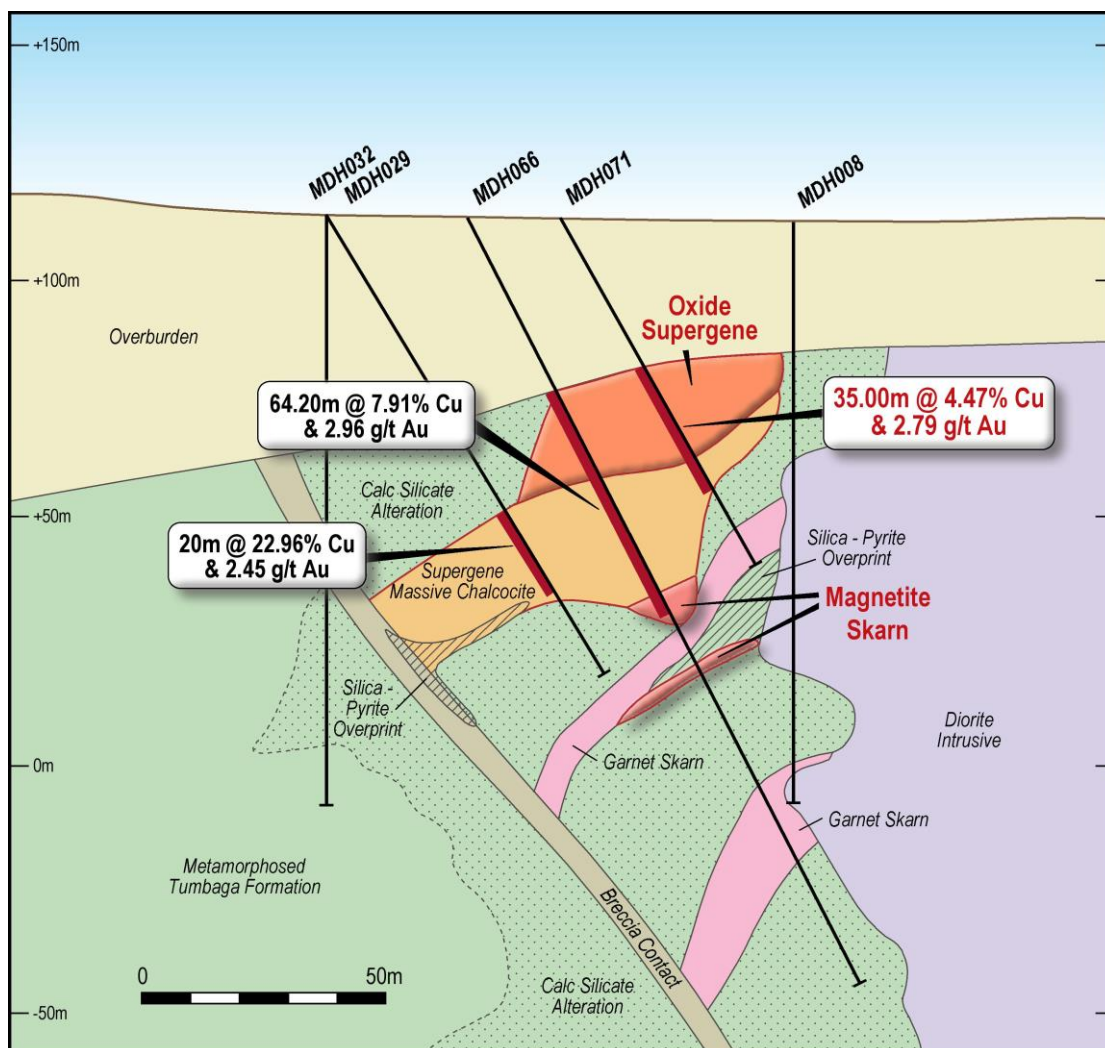 +150m
MDH032
MDH029
MDH066
MDH071
MDH008
+100m
Overburden
Oxide
Supergene
64.20m @ 7.91% Cu
& 2.96 g/t Au
35.00m @ 4.47% Cu
& 2.79 g/t Au
+50m
Calc Silicate
Alteration
20m @ 22.96% Cu
& 2.45 g/t Au
Supergene
Massive Chalcocite
Silica - Pyrite
Overprint
Magnetite
Skarn
Silica -
Pyrite
Overprint
Diorite
Intrusive
0m
Garnet Skarn
Garnet Skarn
Metamorphosed
Tumbaga Formation
Breccia Contact
0
50m
Calc Silicate
Alteration
-50m